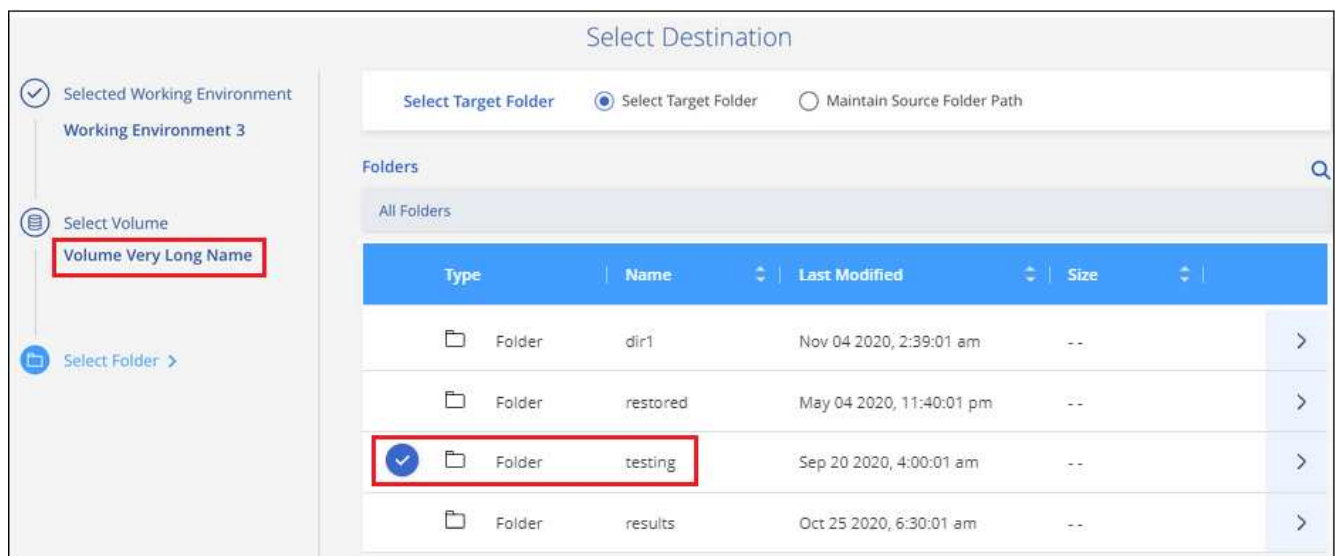 Select Destination
Selected Working Environment
Working Environment 3
Select Volume
Volume Very Long Name
Select Folder >
Select Target Folder Select Target Folder Maintain Source Folder Path
Folders
All Folders
Type Name Last Modified Size
Folder dir1 Nov 04 2020, 2:39:01 am --
Folder restored May 04 2020, 11:40:01 pm --
Folder testing Sep 20 2020, 4:00:01 am --
Folder results Oct 25 2020, 6:30:01 am --